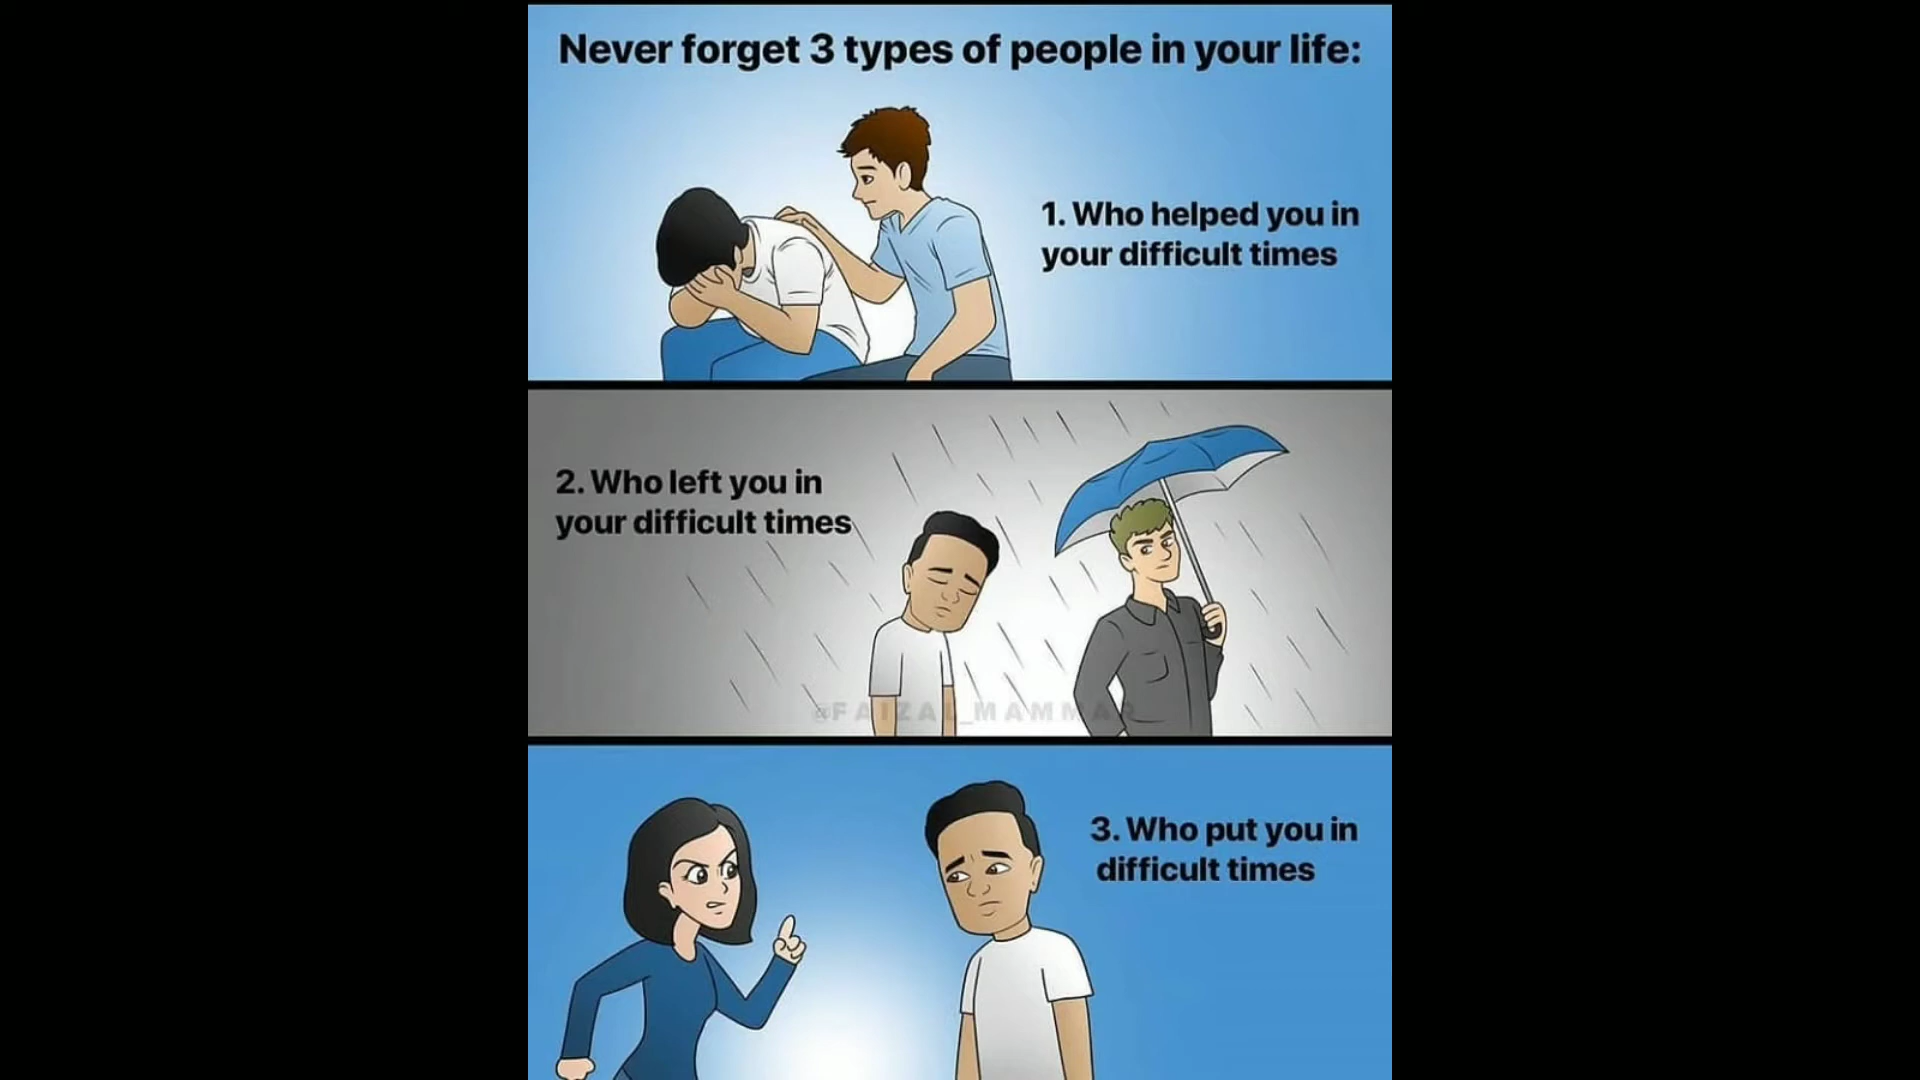 Never forget 3 types of people in your life:
1. Who helped you in
your difficult times
2. Who left you in
your difficult times
@FAIZAL_MAMMAR
3. Who put you in
difficult times